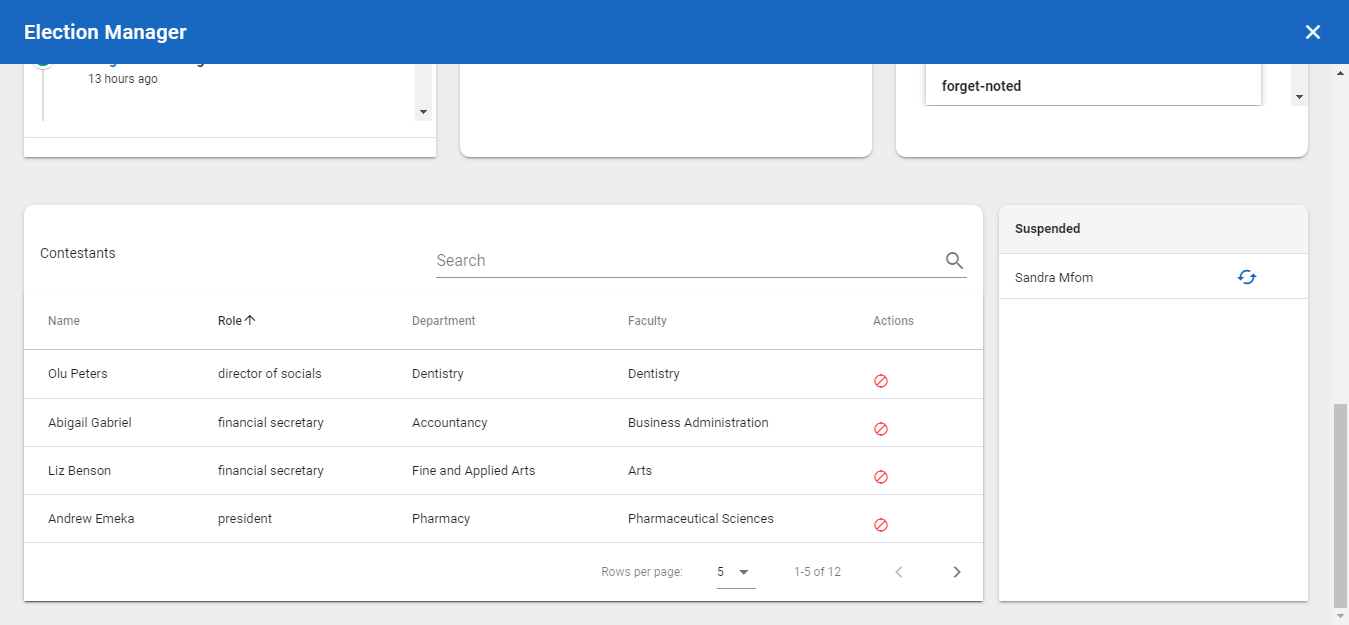 Election Manager
13 hours ago
forget-noted
Contestants
Search
Suspended
Sandra Mfom
Name Role Department Faculty Actions
Olu Peters director of socials Dentistry Dentistry
Abigail Gabriel financial secretary Accountancy Business Administration
Liz Benson financial secretary Fine and Applied Arts Arts
Andrew Emeka president Pharmacy Pharmaceutical Sciences
Rows per page: 5 1-5 of 12